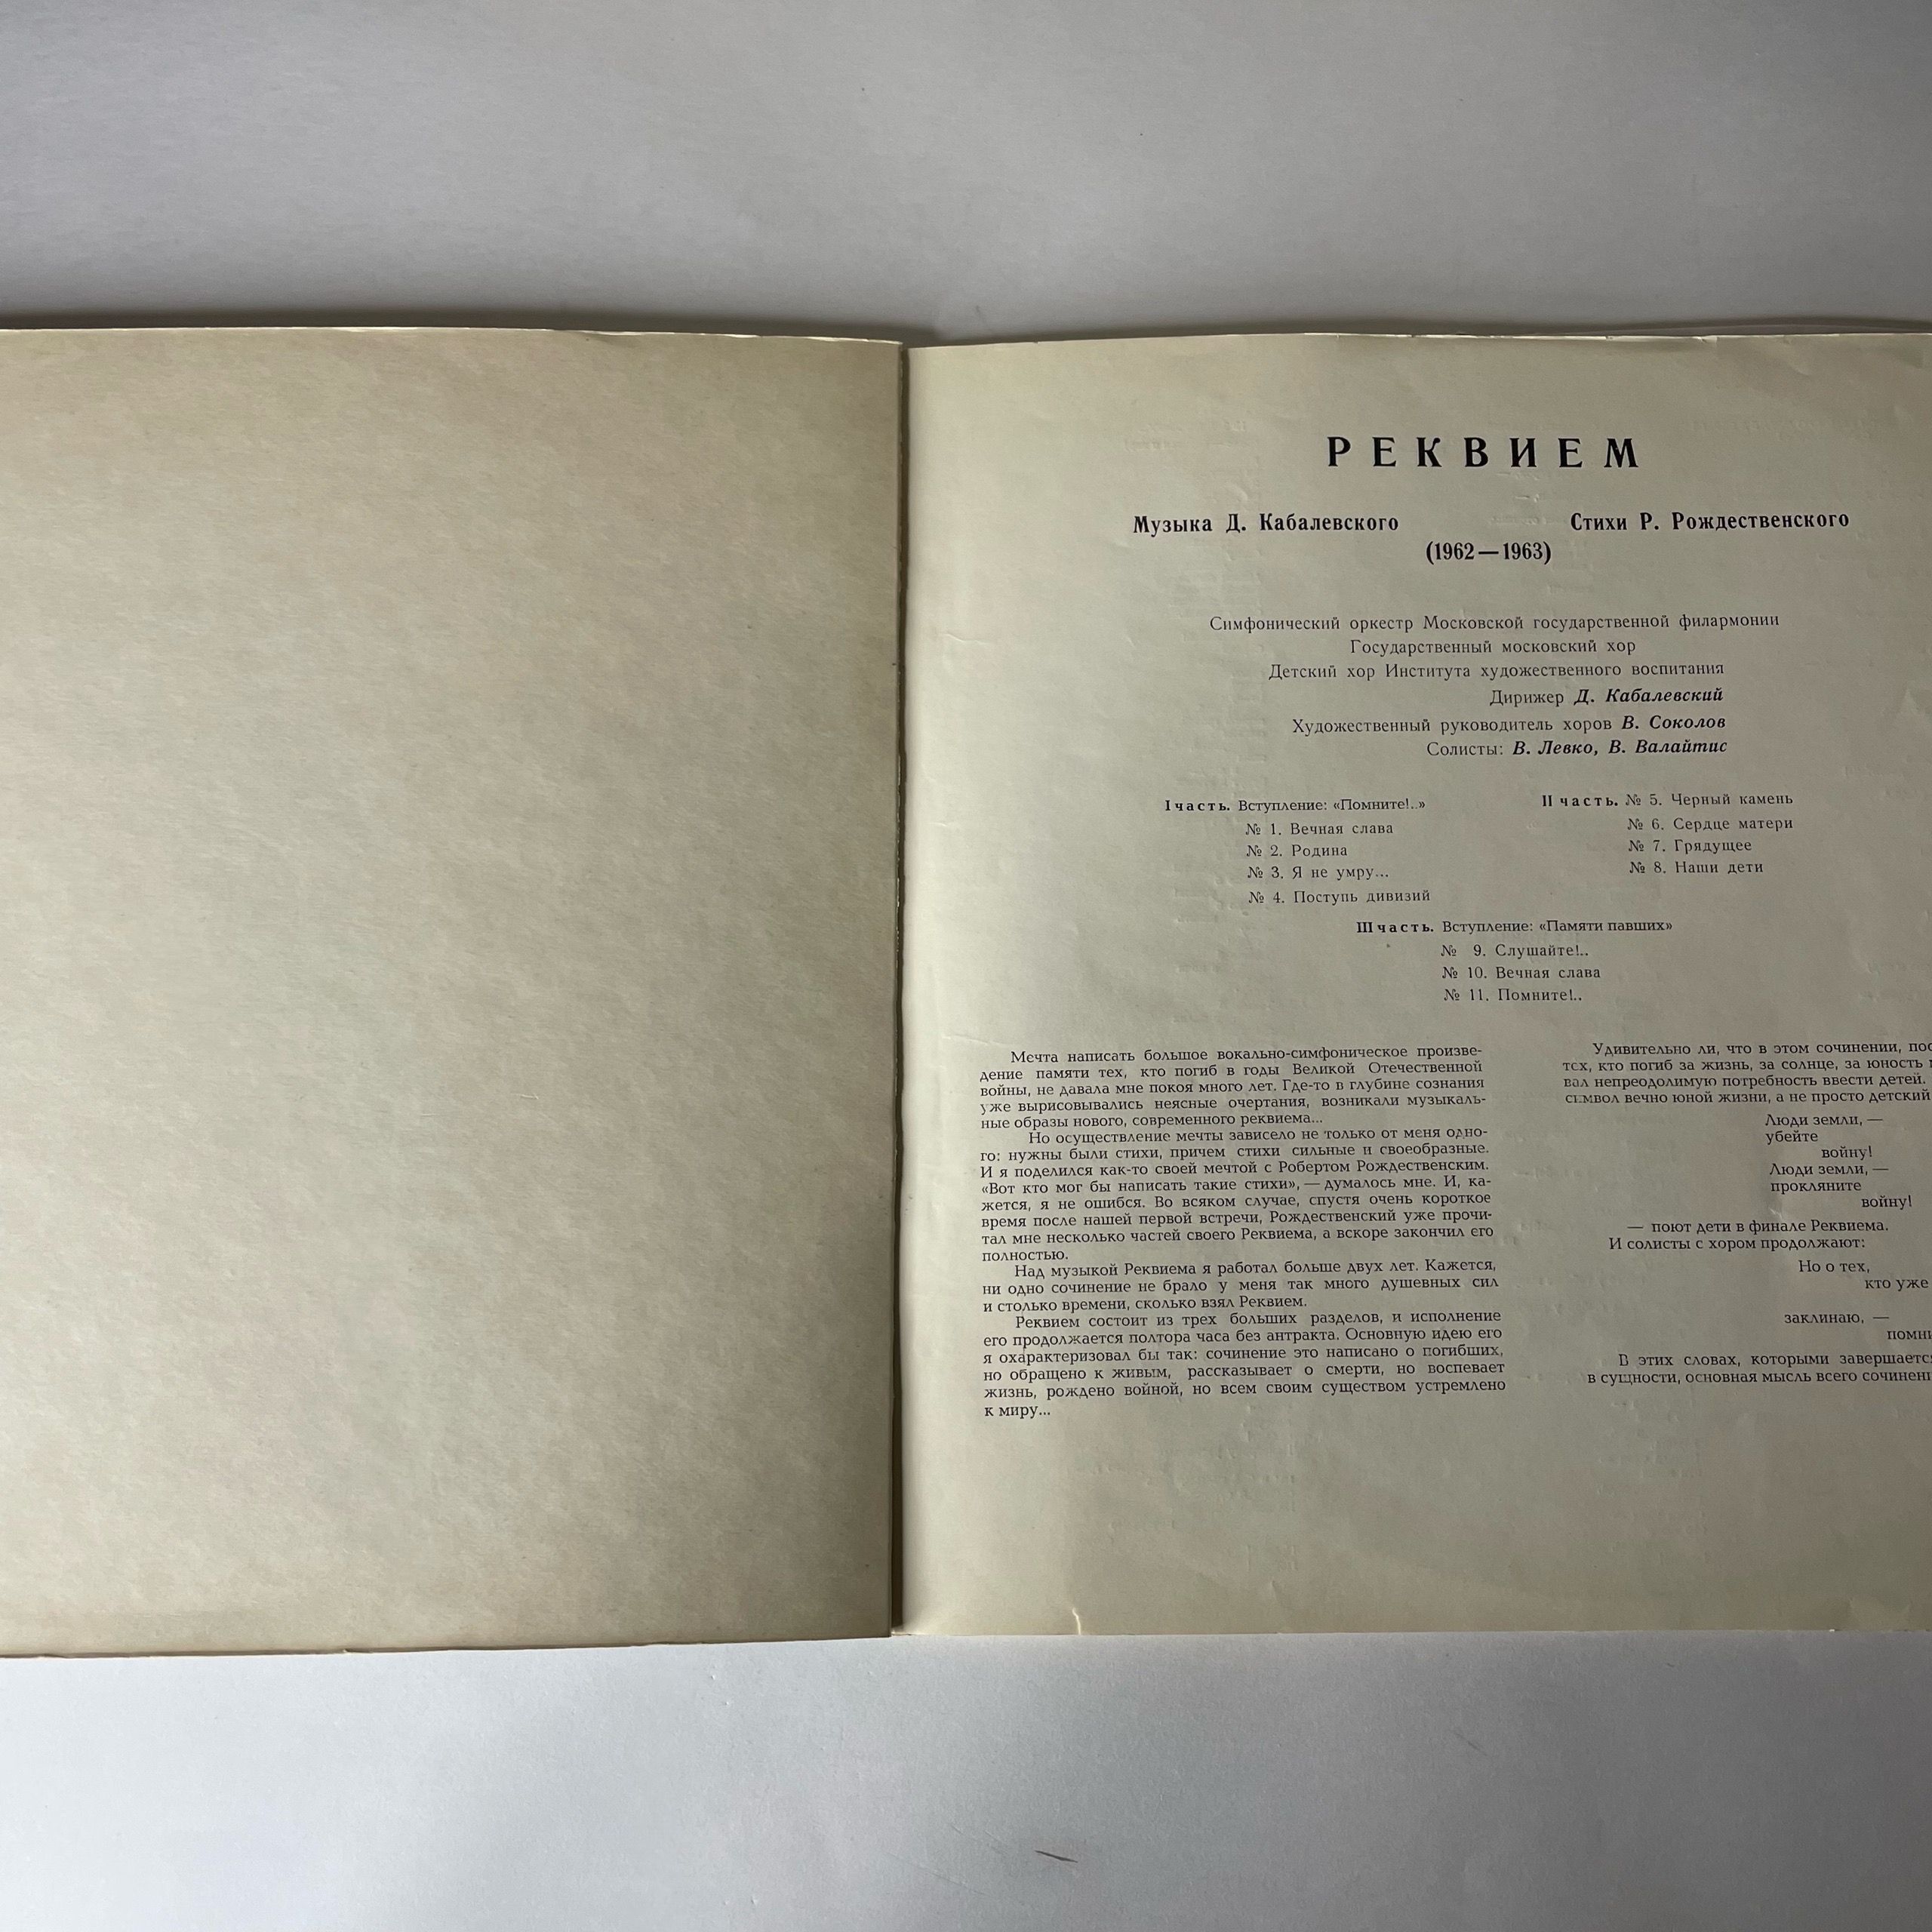 РЕКВИЕМ
Музыка Д. Кабалевского Стихи Р. Рождественского
(1962—1963)
Симфонический оркестр Московской государственной филармонии
Государственный московский хор
Детский хор Института художественного воспитания
Дирижер Д. Кабалевский
Художественный руководитель хоров В. Соколов
Солисты: В. Левко, В. Валайтис
I часть. Вступление: «Помните!..»
№ 1. Вечная слава
№ 2. Родина
№ 3. Я не умру...
№ 4. Поступь дивизий
II часть. № 5. Черный камень
№ 6. Сердце матери
№ 7. Грядущее
№ 8. Наши дети
III часть. Вступление: «Памяти павших»
№ 9. Слушайте!..
№ 10. Вечная слава
№ 11. Помните!..
Мечта написать большое вокально-симфоническое произве-
дение памяти тех, кто погиб в годы Великой Отечественной
войны, не давала мне покоя много лет. Где-то в глубине сознания
уже вырисовывались неясные очертания, возникали музыкаль-
ные образы нового, современного реквиема...
Но осуществление мечты зависело не только от меня одно-
го: нужны были стихи, причем стихи сильные и своеобразные.
И я поделился как-то своей мечтой с Робертом Рождественским.
«Вот кто мог бы написать такие стихи», — думалось мне. И, ка-
жется, я не ошибся. Во всяком случае, спустя очень короткое
время после нашей первой встречи, Рождественский уже прочи-
тал мне несколько частей своего Реквиема, а вскоре закончил его
полностью.
Над музыкой Реквиема я работал больше двух лет. Кажется,
ни одно сочинение не брало у меня так много душевных сил
и столько времени, сколько взял Реквием.
Реквием состоит из трех больших разделов, и исполнение
его продолжается полтора часа без антракта. Основную идею его
я охарактеризовал бы так: сочинение это написано о погибших,
но обращено к живым, рассказывает о смерти, но воспевает
жизнь, рождено войной, но всем своим существом устремлено
к миру...
Удивительно ли, что в этом сочинении,
тех, кто погиб за жизнь, за солнце, за юность
вал непреодолимую потребность ввести детей.
символ вечно юной жизни, а не просто детский
Люди земли, —
убейте
войну!
Люди земли, —
прокляните
войну!
— поют дети в финале Реквиема.
И солисты с хором продолжают:
Но о тех,
кто уже
заклинаю, —
В этих словах, которыми
в сущности, основная мысль всего